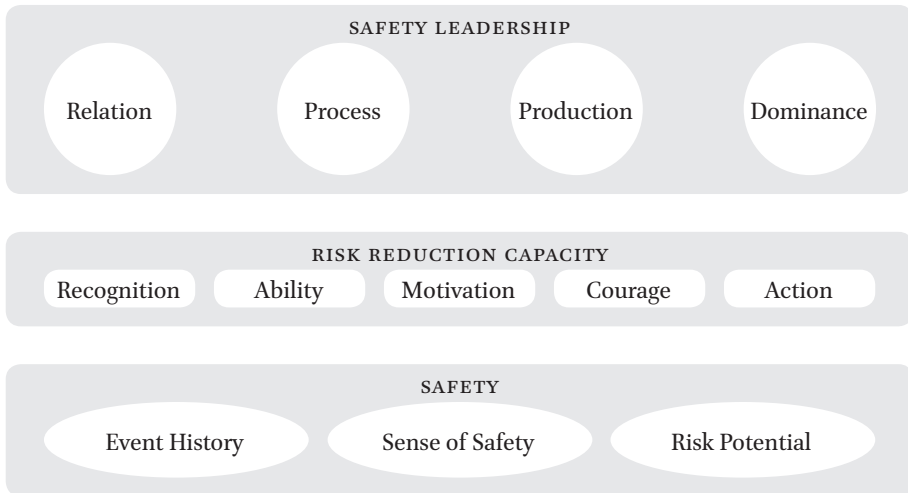 SAFETY LEADERSHIP
Relation Process Production Dominance
RISK REDUCTION CAPACITY
Recognition Ability Motivation Courage Action
SAFETY
Event History Sense of Safety Risk Potential